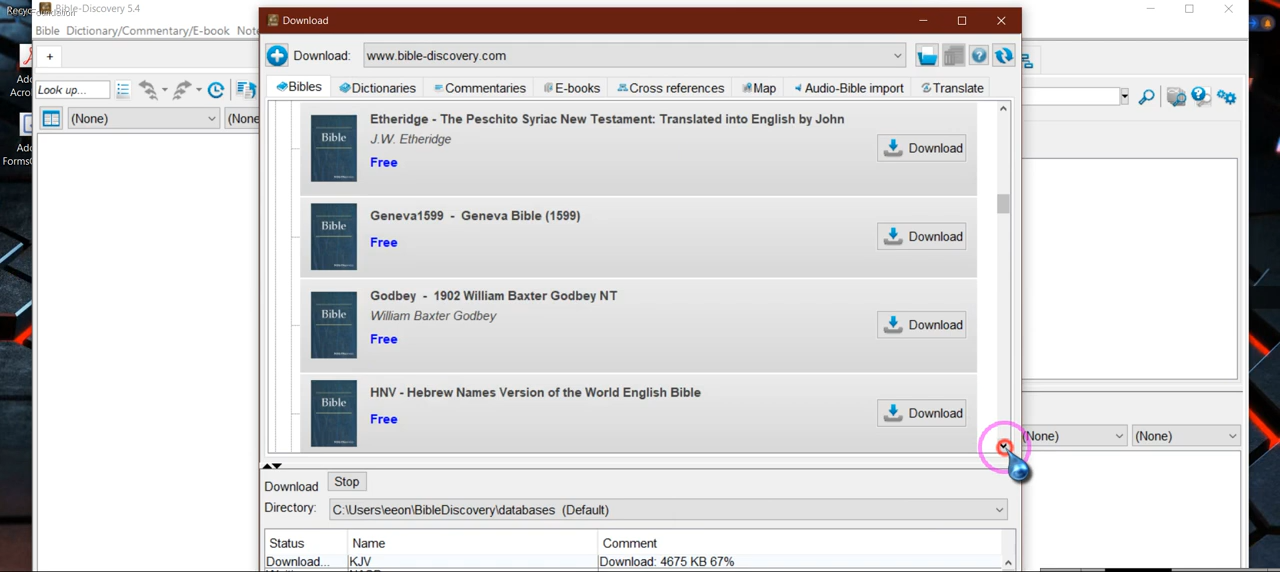 Bible-Discovery 5.4
Download
Bible Dictionary/Commentary/E-book
Download:
www.bible-discovery.com
+
Look up...
Bibles
Dictionaries
Commentaries
E-books
Cross references
Map
Audio-Bible import
Translate
(None)
Etheridge - The Peschito Syriac New Testament: Translated into English by John
J.W. Etheridge
Free
Download
Bible
Geneva1599 - Geneva Bible (1599)
Free
Download
Bible
Godbey - 1902 William Baxter Godbey NT
William Baxter Godbey
Free
Download
Bible
HNV - Hebrew Names Version of the World English Bible
Free
Download
Bible
(None)
(None)
Download
Stop
Directory:
C:\Users\eeon\BibleDiscovery\databases (Default)
Status
Name
Comment
Download...
KJV
Download: 4675 KB 67%